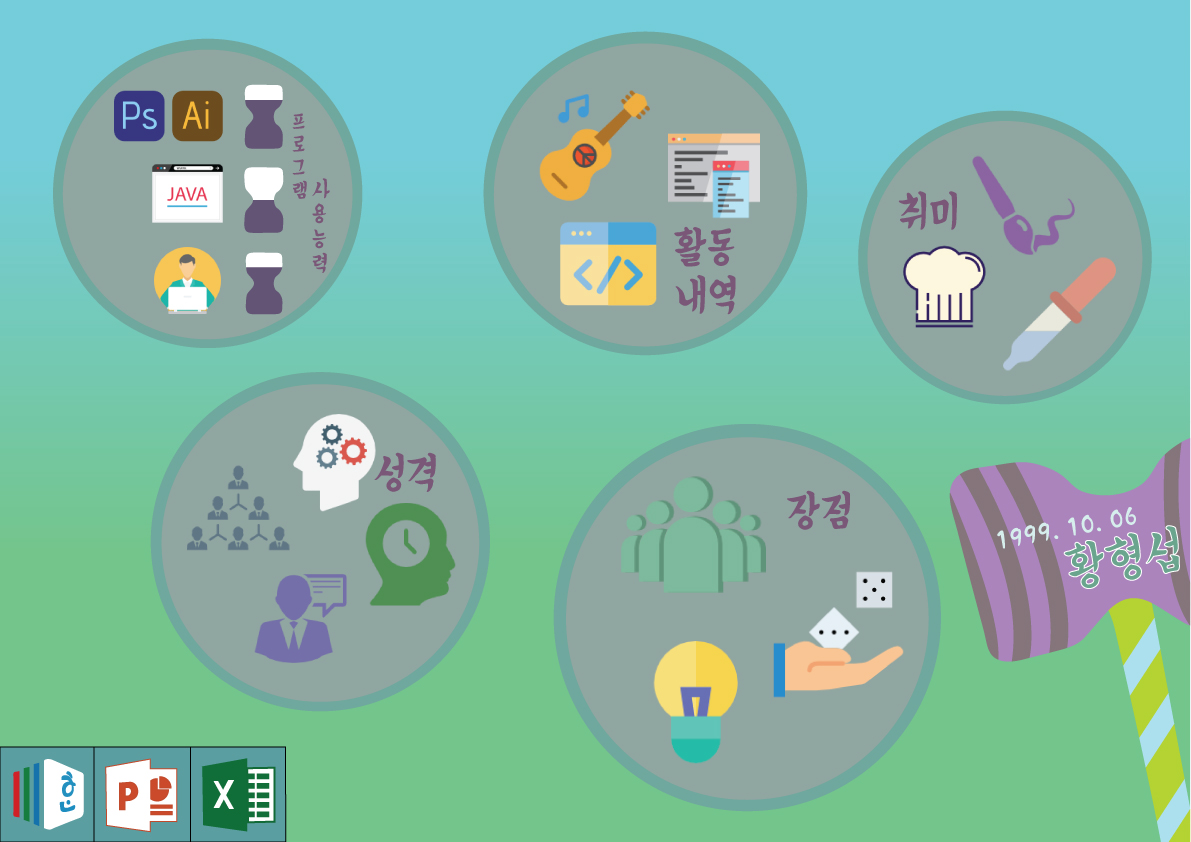 Ps
Ai
JAVA
프로그램
사용능력
활동
내역
취미
성격
장점
1999. 10. 06
황형섭
한
P
X